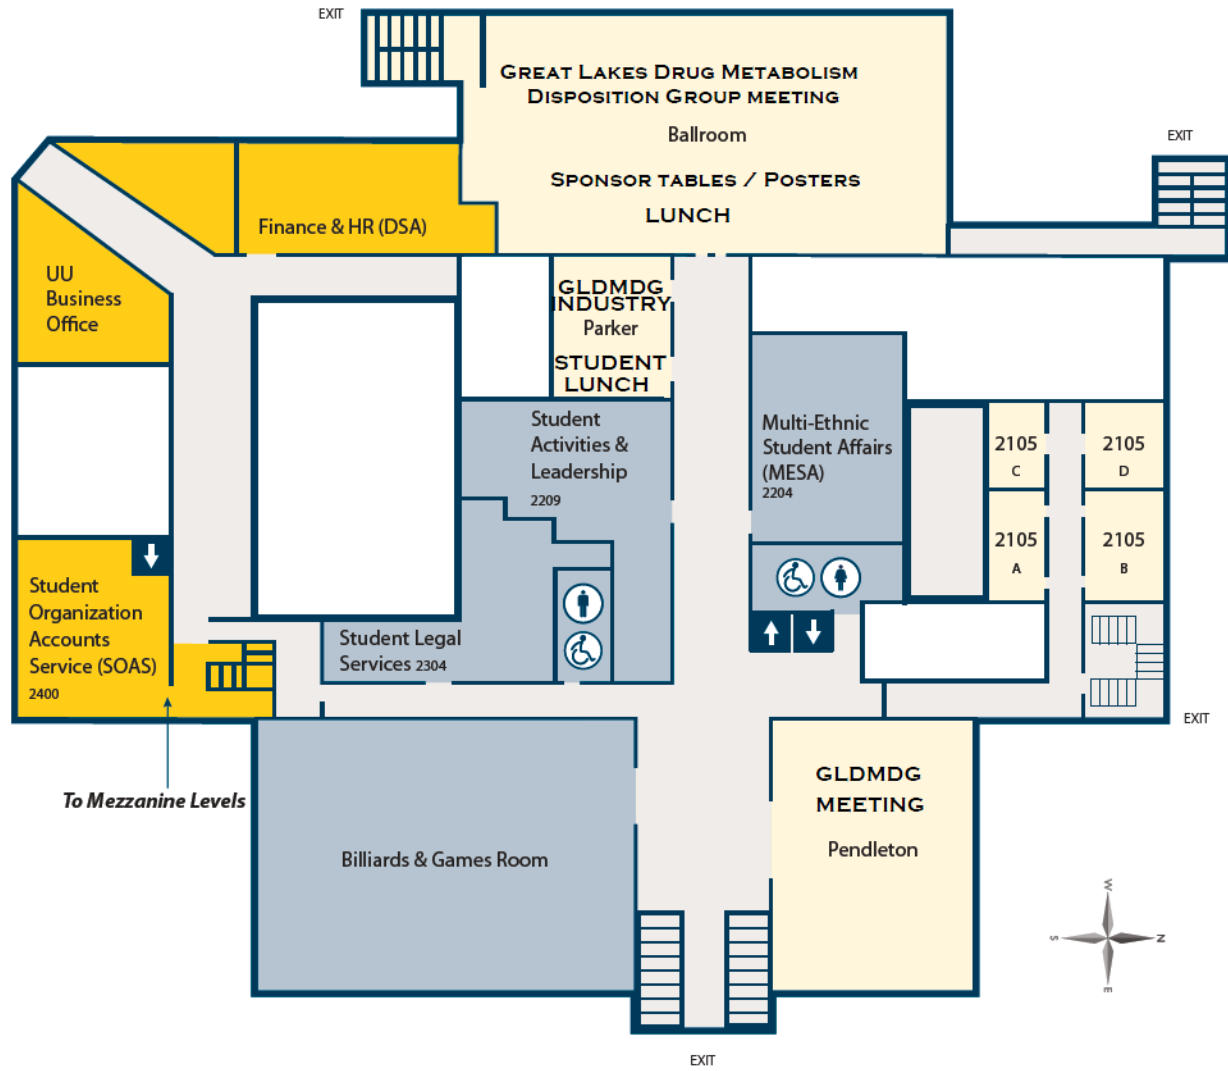 EXIT
Great Lakes Drug Metabolism
Disposition Group meeting
Ballroom
Sponsor tables / Posters
LUNCH
EXIT
Finance & HR (DSA)
UU
Business
Office
GLDMDG
INDUSTRY
Parker
STUDENT
LUNCH
Student
Activities &
Leadership
2209
Multi-Ethnic
Student Affairs
(MESA)
2204
2105
C
2105
D
2105
A
2105
B
Student
Organization
Accounts
Service (SOAS)
2400
Student Legal
Services 2304
EXIT
To Mezzanine Levels
GLDMDG
MEETING
Pendleton
Billiards & Games Room
W
S
N
E
EXIT